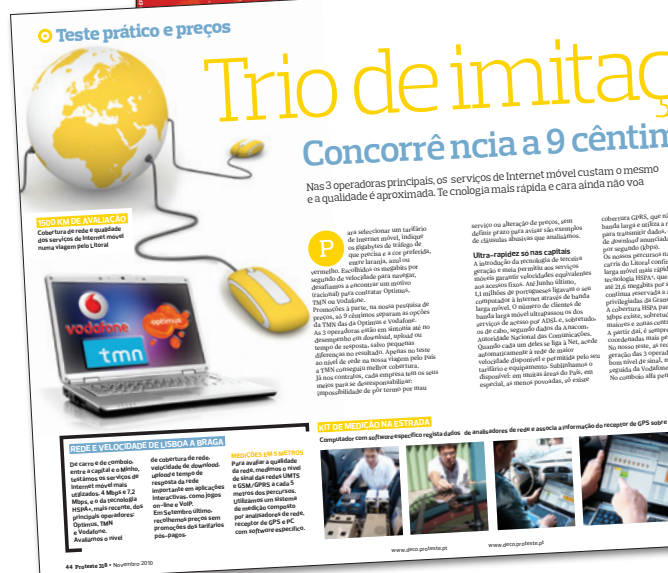 Teste prático e preços
Trio de imitaç
Concorrê ncia a 9 cêntim
Nas 3 operadoras principais, os serviços de Internet móvel custam o mesmo
e a qualidade é aproximada. Te cnologia mais rápida e cara ainda não voa
1500 KM DE AVALIAÇÃO
Cobertura de rede e qualidade
dos serviços de Internet móvel
numa viagem pelo Litoral
vodafone
optimus
tmn
P
ara seleccionar um tarifário
de Internet móvel, indique
os gigabytes de tráfego de
que precisa e a cor preferida,
entre laranja, azul ou
vermelho. Escolhidos os megabits por
segundo de velocidade para navegar,
desafiamos a encontrar um motivo
(racional) para contratar Optimus,
TMN ou Vodafone.
Promoções à parte, na nossa pesquisa de
preços, só 9 cêntimos separam as opções
da TMN das da Optimus e Vodafone.
As 3 operadoras estão em sintonia até no
desempenho em download, upload ou
tempo de resposta, salvo pequenas
diferenças no resultado. Apenas no teste
ao nível de rede na nossa viagem pelo País
a TMN conseguiu melhor cobertura.
Já nos contratos, cada empresa tem os seus
meios para se desresponsabilizar:
impossibilidade de pôr termo por mau
serviço ou alteração de preços, sem
definir prazo para avisar são exemplos
de cláusulas abusivas que analisámos.
Ultra-rapidez só nas capitais
A introdução da tecnologia de terceira
geração e meia permitiu aos serviços
móveis garantir velocidades equivalentes
aos acessos fixos. Até Junho último,
1,1 milhões de portugueses ligavam o seu
computador à Internet através de banda
larga móvel. O número de clientes de
banda larga móvel ultrapassou os dos
serviços de acesso por ADSL e, sobretudo,
os de cabo, segundo dados da Anacom,
Autoridade Nacional das Comunicações.
Quando cada um deles se liga à Net, acede
automaticamente à rede de maior
velocidade disponível e permitida pelo seu
tarifário e equipamento. Sublinhamos o
disponível: em muitas áreas do País, em
especial, as menos povoadas, só existe
cobertura GPRS, que nã
banda larga e utiliza a r
para transmitir dados,
de download anunciada
por segundo (kbps).
Os nossos percursos na
carris do Litoral confir
larga móvel mais rápid
tecnologia HSPA+, que
até 21,6 megabits por s
continua reservada a
privilegiadas da Gran
A cobertura HSPA par
Mbps existe, sobretud
maiores e zonas cent
A partir daí, é sempr
coordenadas mais pe
No nosso teste, as rec
geração das 3 operad
bom nível de sinal, n
seguida da Vodafone
No comboio alfa pen
REDE E VELOCIDADE DE LISBOA A BRAGA
De carro e de comboio,
entre a capital e o Minho,
testámos os serviços de
Internet móvel mais
utilizados, 4 Mbps e 7,2
Mbps, e o da tecnologia
HSPA+, mais recente, dos
principais operadores:
Optimus, TMN
e Vodafone.
Avaliamos o nível
de cobertura de rede,
velocidade de download,
upload e tempo de
resposta da rede,
importante em aplicações
interactivas, como jogos
on-line e VoIP.
Em Setembro último,
recolhemos preços sem
promoções dos tarifários
pós-pagos.
MEDIÇÕES EM 5 METROS
Para avaliar a qualidade
da rede, medimos o nível
de sinal das redes UMTS
e GSM/GPRS a cada 5
metros dos percursos.
Utilizamos um sistema
de medição composto
por analisadores de rede,
receptor de GPS e PC
com software específico.
KIT DE MEDIÇÃO NA ESTRADA
Computador com software específico regista dados de analisadores de rede e associa a informação do receptor de GPS sobre
www.deco.proteste.pt
www.deco.proteste.pt
44 Proteste 318 • Novembro 2010